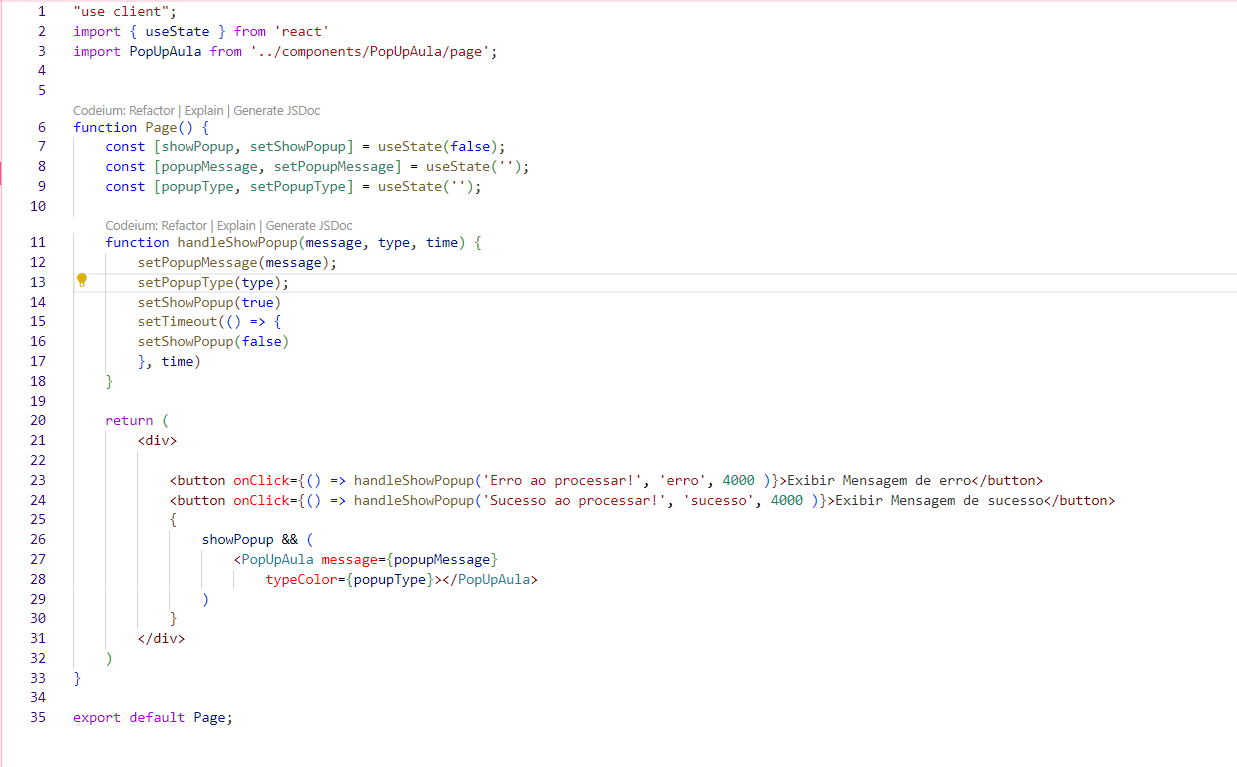 1 "use client";
2 import { useState } from 'react'
3 import PopUpAula from '../components/PopUpAula/page';
4
5
Codeium: Refactor | Explain | Generate JSDoc
6 function Page() {
7     const [showPopup, setShowPopup] = useState(false);
8     const [popupMessage, setPopupMessage] = useState('');
9     const [popupType, setPopupType] = useState('');
10
Codeium: Refactor | Explain | Generate JSDoc
11     function handleShowPopup(message, type, time) {
12         setPopupMessage(message);
13         setPopupType(type);
14         setShowPopup(true)
15         setTimeout(() => {
16         setShowPopup(false)
17         }, time)
18     }
19
20     return (
21         <div>
22
23             <button onClick={() => handleShowPopup('Erro ao processar!', 'erro', 4000 )}>Exibir Mensagem de erro</button>
24             <button onClick={() => handleShowPopup('Sucesso ao processar!', 'sucesso', 4000 )}>Exibir Mensagem de sucesso</button>
25             {
26                 showPopup && (
27                     <PopUpAula message={popupMessage}
28                         typeColor={popupType}></PopUpAula>
29                 )
30             }
31         </div>
32     )
33 }
34
35 export default Page;